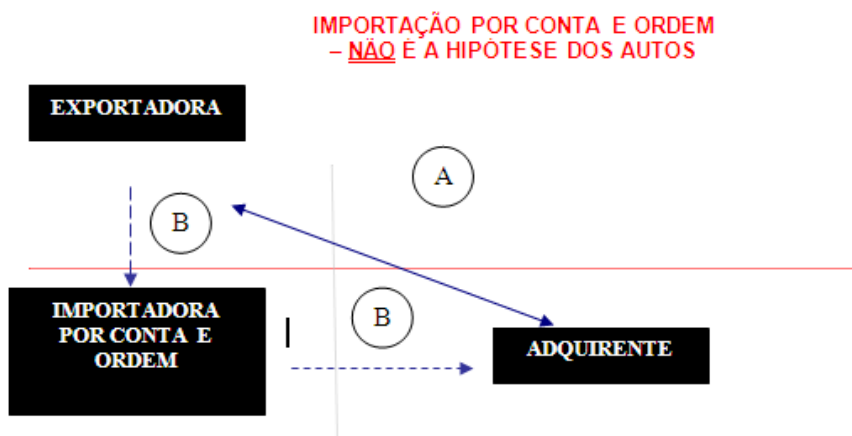 IMPORTAÇÃO POR CONTA E ORDEM
– NÃO É A HIPÓTESE DOS AUTOS
EXPORTADORA
A
B
IMPORTADORA
POR CONTA E
ORDEM
B
ADQUIRENTE